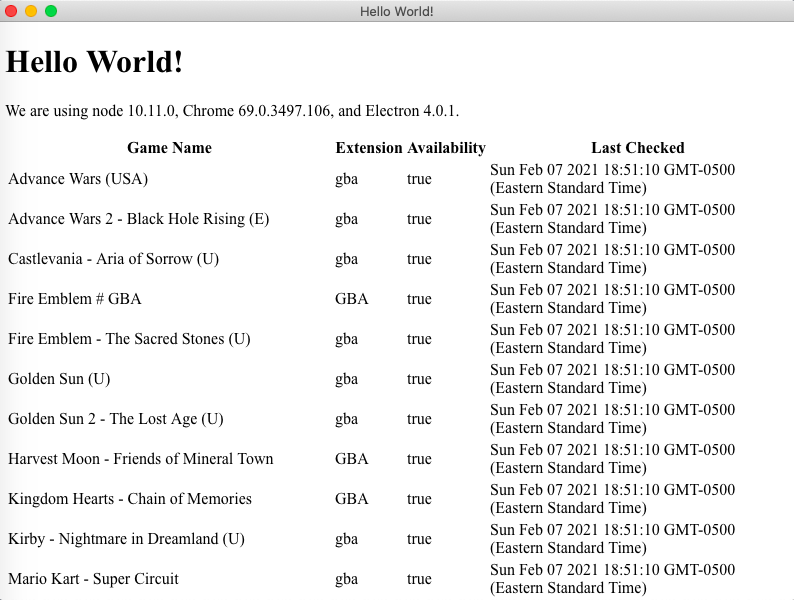 Hello World!
Hello World!
We are using node 10.11.0, Chrome 69.0.3497.106, and Electron 4.0.1.
Game Name Extension Availability Last Checked
Advance Wars (USA) gba true Sun Feb 07 2021 18:51:10 GMT-0500
(Eastern Standard Time)
Advance Wars 2 - Black Hole Rising (E) gba true Sun Feb 07 2021 18:51:10 GMT-0500
(Eastern Standard Time)
Castlevania - Aria of Sorrow (U) gba true Sun Feb 07 2021 18:51:10 GMT-0500
(Eastern Standard Time)
Fire Emblem # GBA GBA true Sun Feb 07 2021 18:51:10 GMT-0500
(Eastern Standard Time)
Fire Emblem - The Sacred Stones (U) gba true Sun Feb 07 2021 18:51:10 GMT-0500
(Eastern Standard Time)
Golden Sun (U) gba true Sun Feb 07 2021 18:51:10 GMT-0500
(Eastern Standard Time)
Golden Sun 2 - The Lost Age (U) gba true Sun Feb 07 2021 18:51:10 GMT-0500
(Eastern Standard Time)
Harvest Moon - Friends of Mineral Town GBA true Sun Feb 07 2021 18:51:10 GMT-0500
(Eastern Standard Time)
Kingdom Hearts - Chain of Memories GBA true Sun Feb 07 2021 18:51:10 GMT-0500
(Eastern Standard Time)
Kirby - Nightmare in Dreamland (U) gba true Sun Feb 07 2021 18:51:10 GMT-0500
(Eastern Standard Time)
Mario Kart - Super Circuit gba true Sun Feb 07 2021 18:51:10 GMT-0500
(Eastern Standard Time)